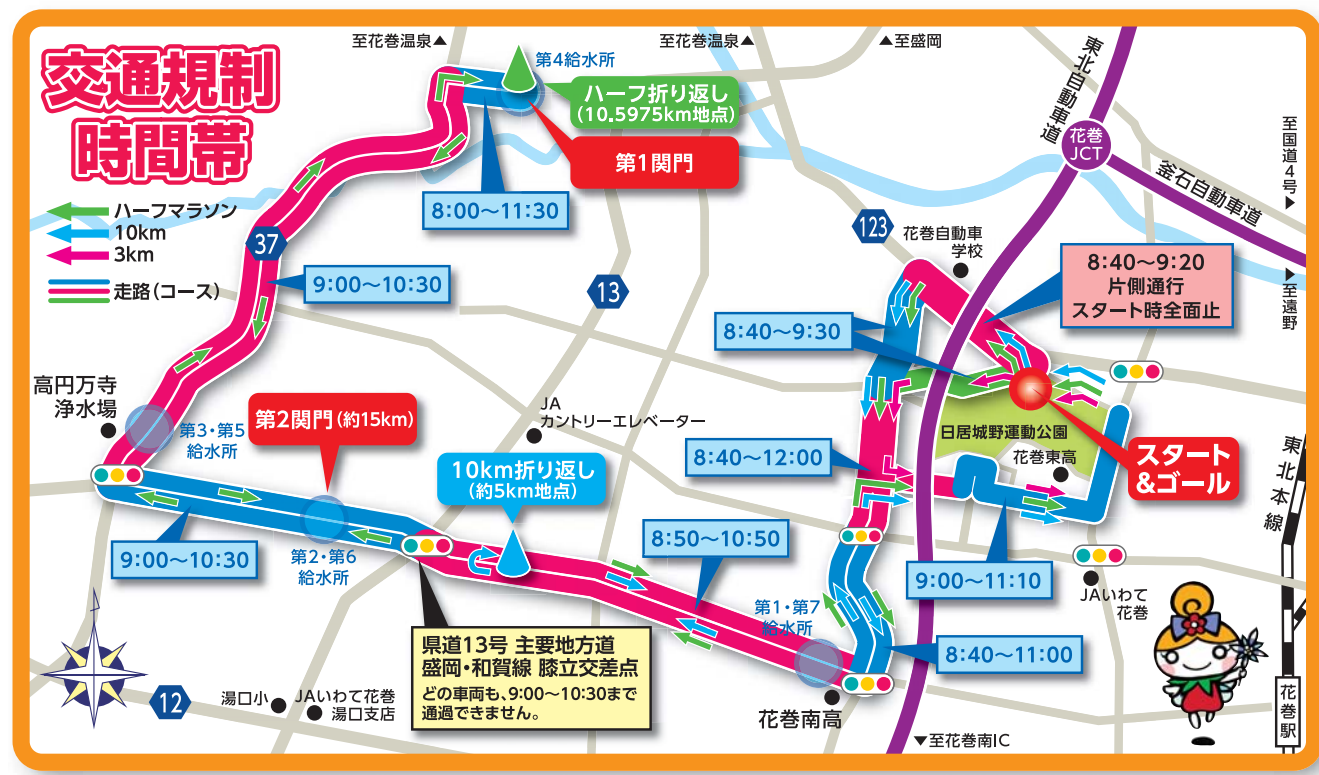 交通規制
時間帯
ハーフマラソン
10km
3km
走路(コース)
至花巻温泉▲
第4給水所
至花巻温泉▲
▲至盛岡
ハーフ折り返し
(10.5975km地点)
第1関門
8:00〜11:30
東北自動車道
花巻
JCT
釜石自動車道
至国道4号▶
▶至遠野
123
花巻自動車
学校
8:40〜9:20
片側通行
スタート時全面止
37
9:00〜10:30
13
8:40〜9:30
高円万寺
浄水場
第3・第5
給水所
第2関門(約15km)
JA
カントリーエレベーター
日居城野運動公園
花巻東高
スタート
&ゴール
10km折り返し
(約5km地点)
8:40〜12:00
東北本線
9:00〜10:30
第2・第6
給水所
8:50〜10:50
9:00〜11:10
JAいわて
花巻
第1・第7
給水所
県道13号 主要地方道
盛岡・和賀線 膝立交差点
どの車両も、9:00〜10:30まで
通過できません。
8:40〜11:00
12
湯口小
JAいわて花巻
湯口支店
花巻南高
▼至花巻南IC
花巻駅